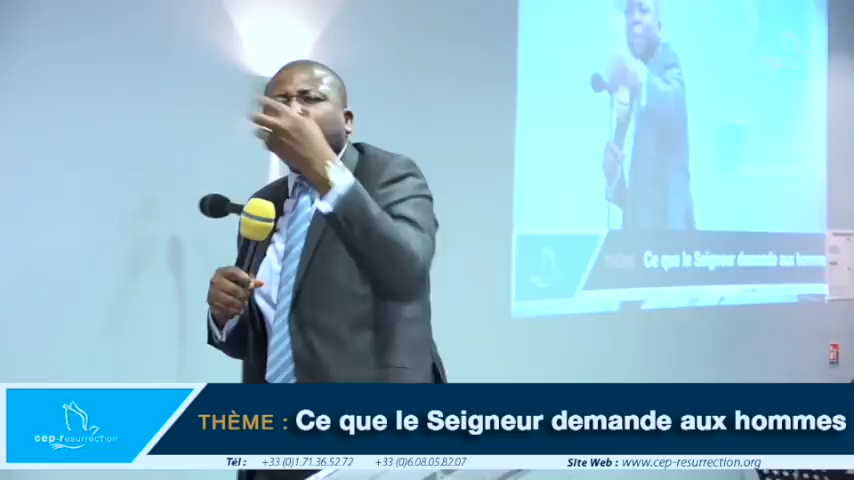 THÈME
Ce que le Seigneur demande aux hommes
cep-resurrection
THÈME : Ce que le Seigneur demande aux hommes
Tél : +33 (0)1.71.36.52.72 +33 (0)6.08.05.82.07 Site Web : www.cep-resurrection.org